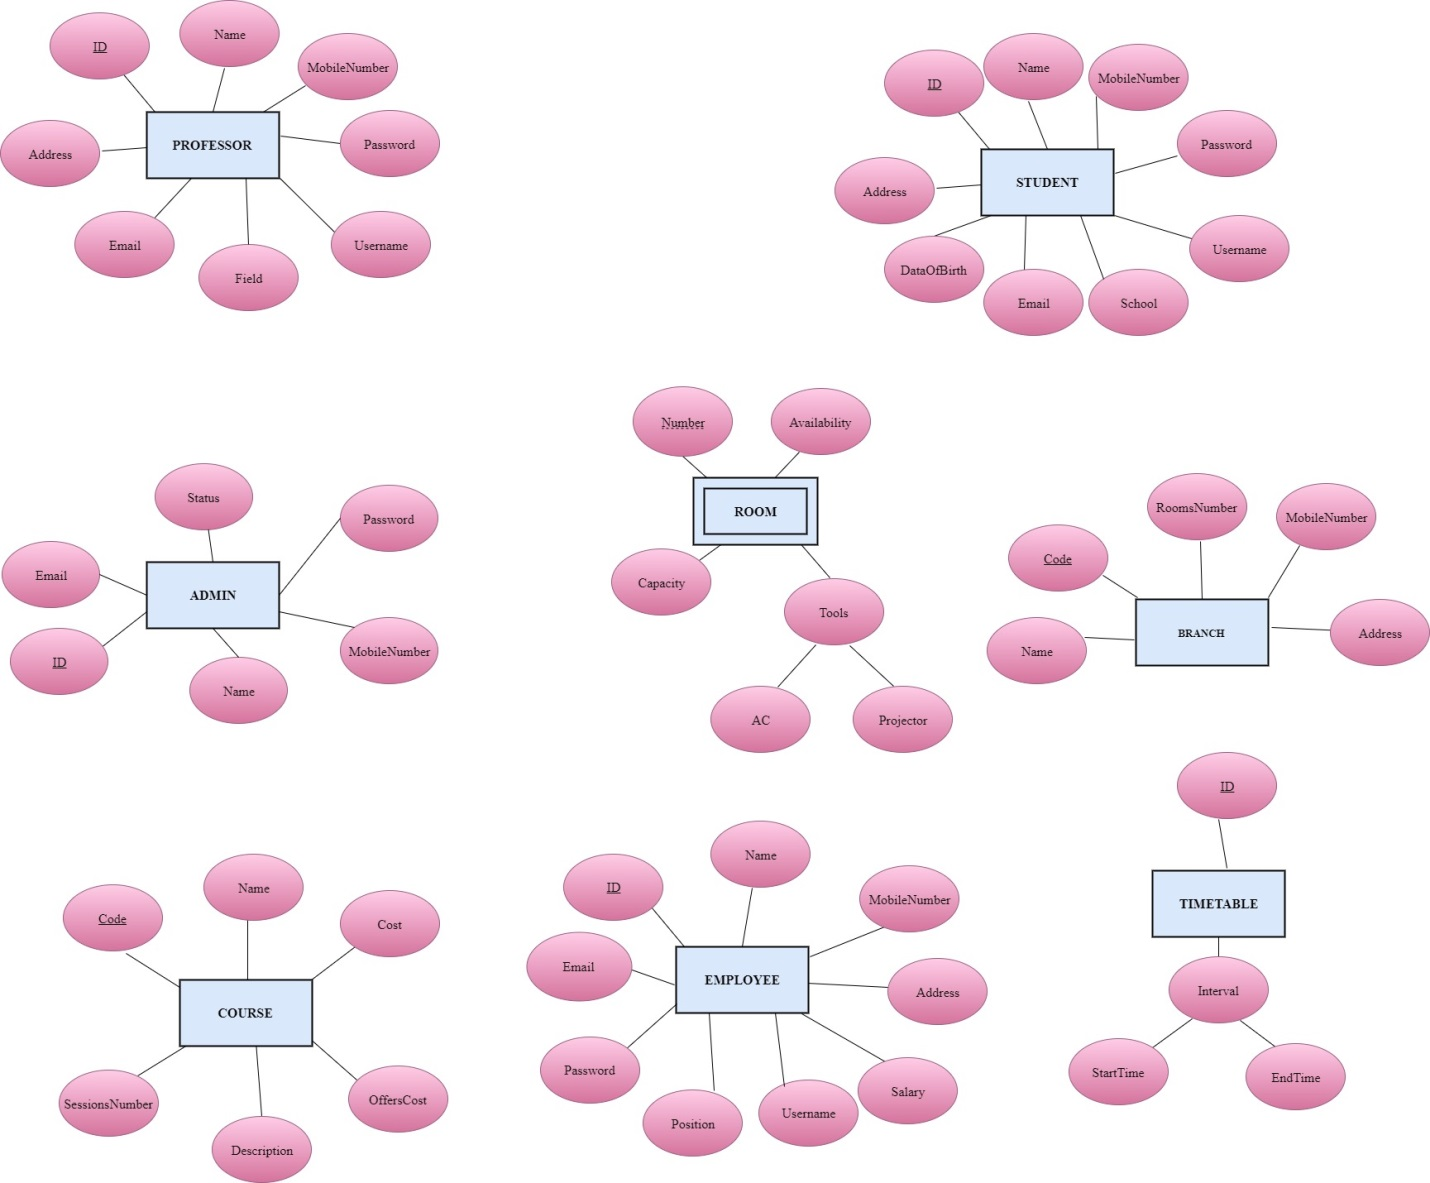 ID
Name
MobileNumber
Address
PROFESSOR
Password
Email
Field
Username
ID
Name
MobileNumber
Password
Address
STUDENT
DataOfBirth
Email
School
Username
Number
Availability
ROOM
Capacity
Tools
AC
Projector
Status
Password
Email
ADMIN
ID
Name
MobileNumber
RoomsNumber
MobileNumber
Code
Name
BRANCH
Address
ID
TIMETABLE
Interval
StartTime
EndTime
Code
Name
Cost
COURSE
SessionsNumber
Description
OffersCost
ID
Name
MobileNumber
Email
EMPLOYEE
Address
Password
Position
Username
Salary